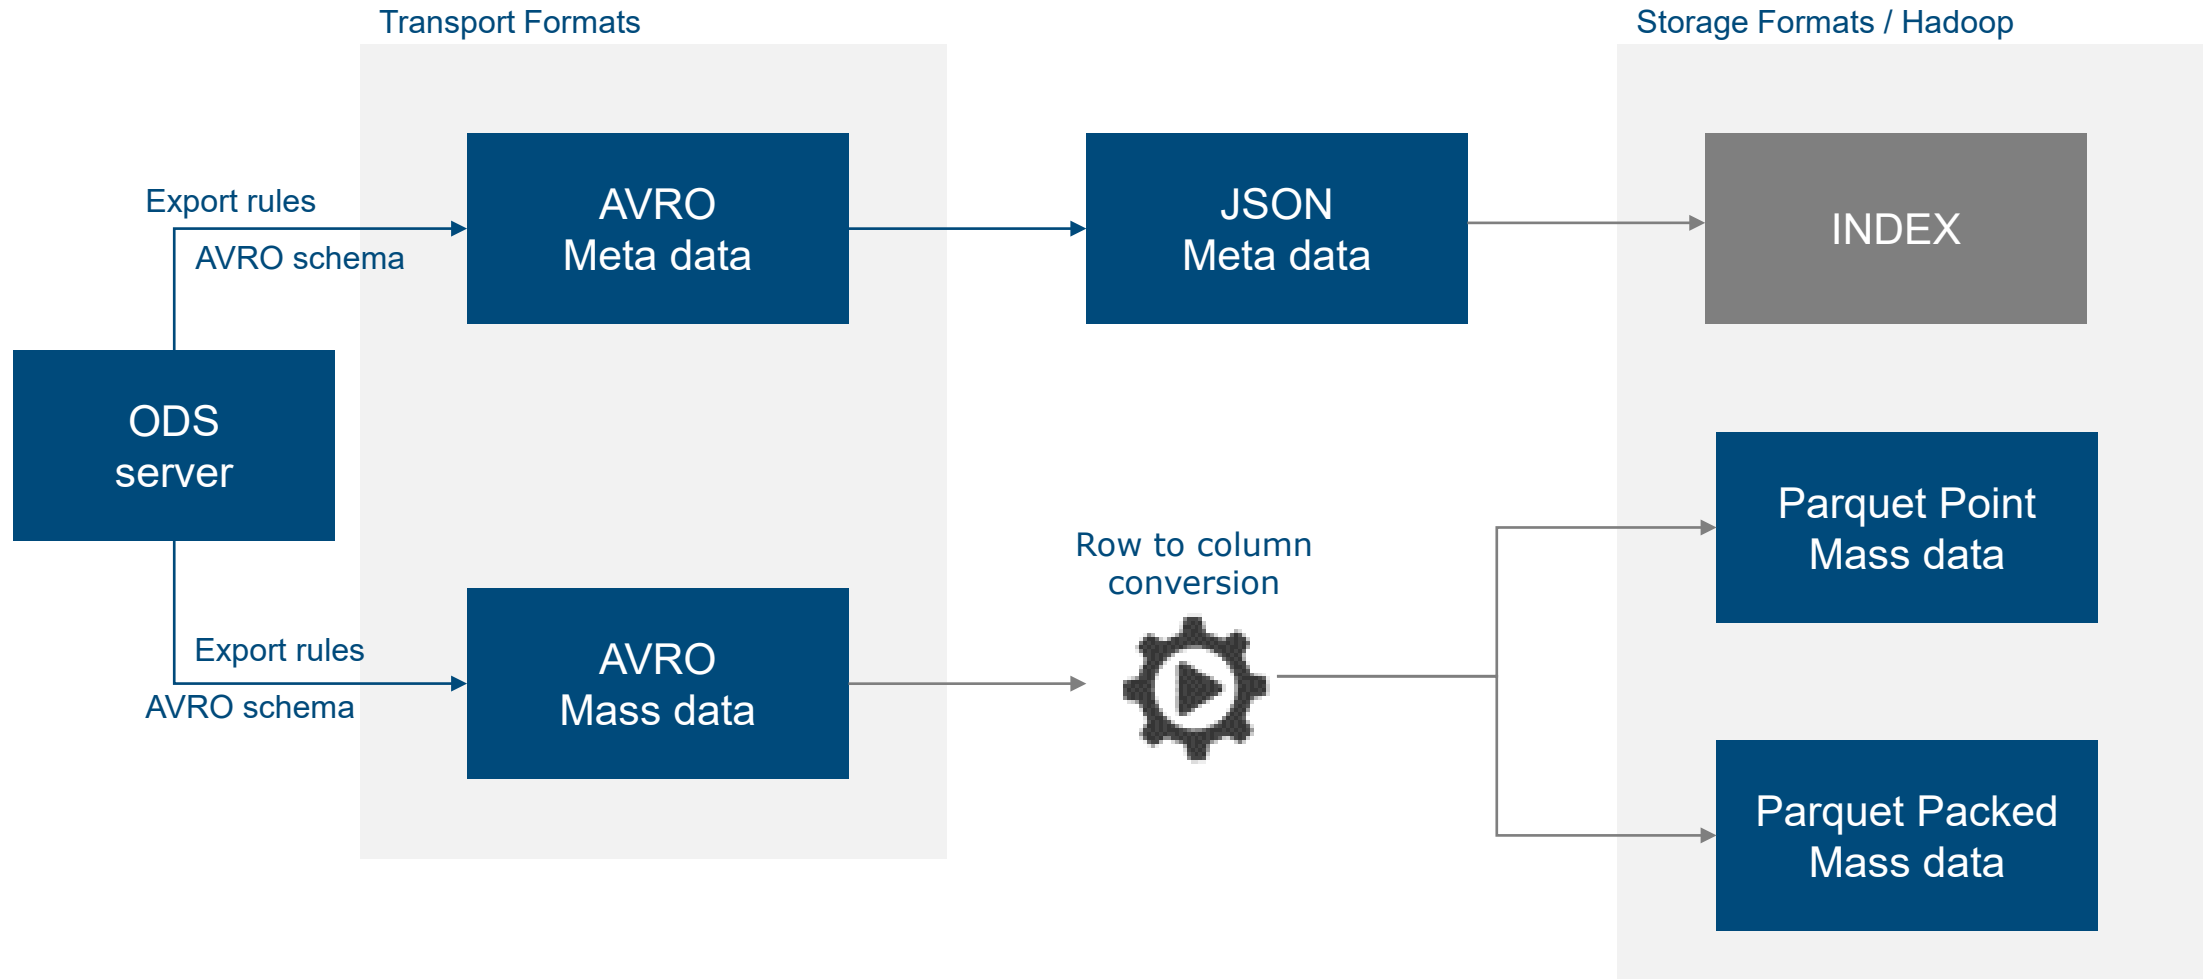 Transport Formats
Storage Formats / Hadoop
Export rules
AVRO schema
AVRO
Meta data
JSON
Meta data
INDEX
ODS
server
Export rules
AVRO schema
AVRO
Mass data
Row to column
conversion
Parquet Point
Mass data
Parquet Packed
Mass data